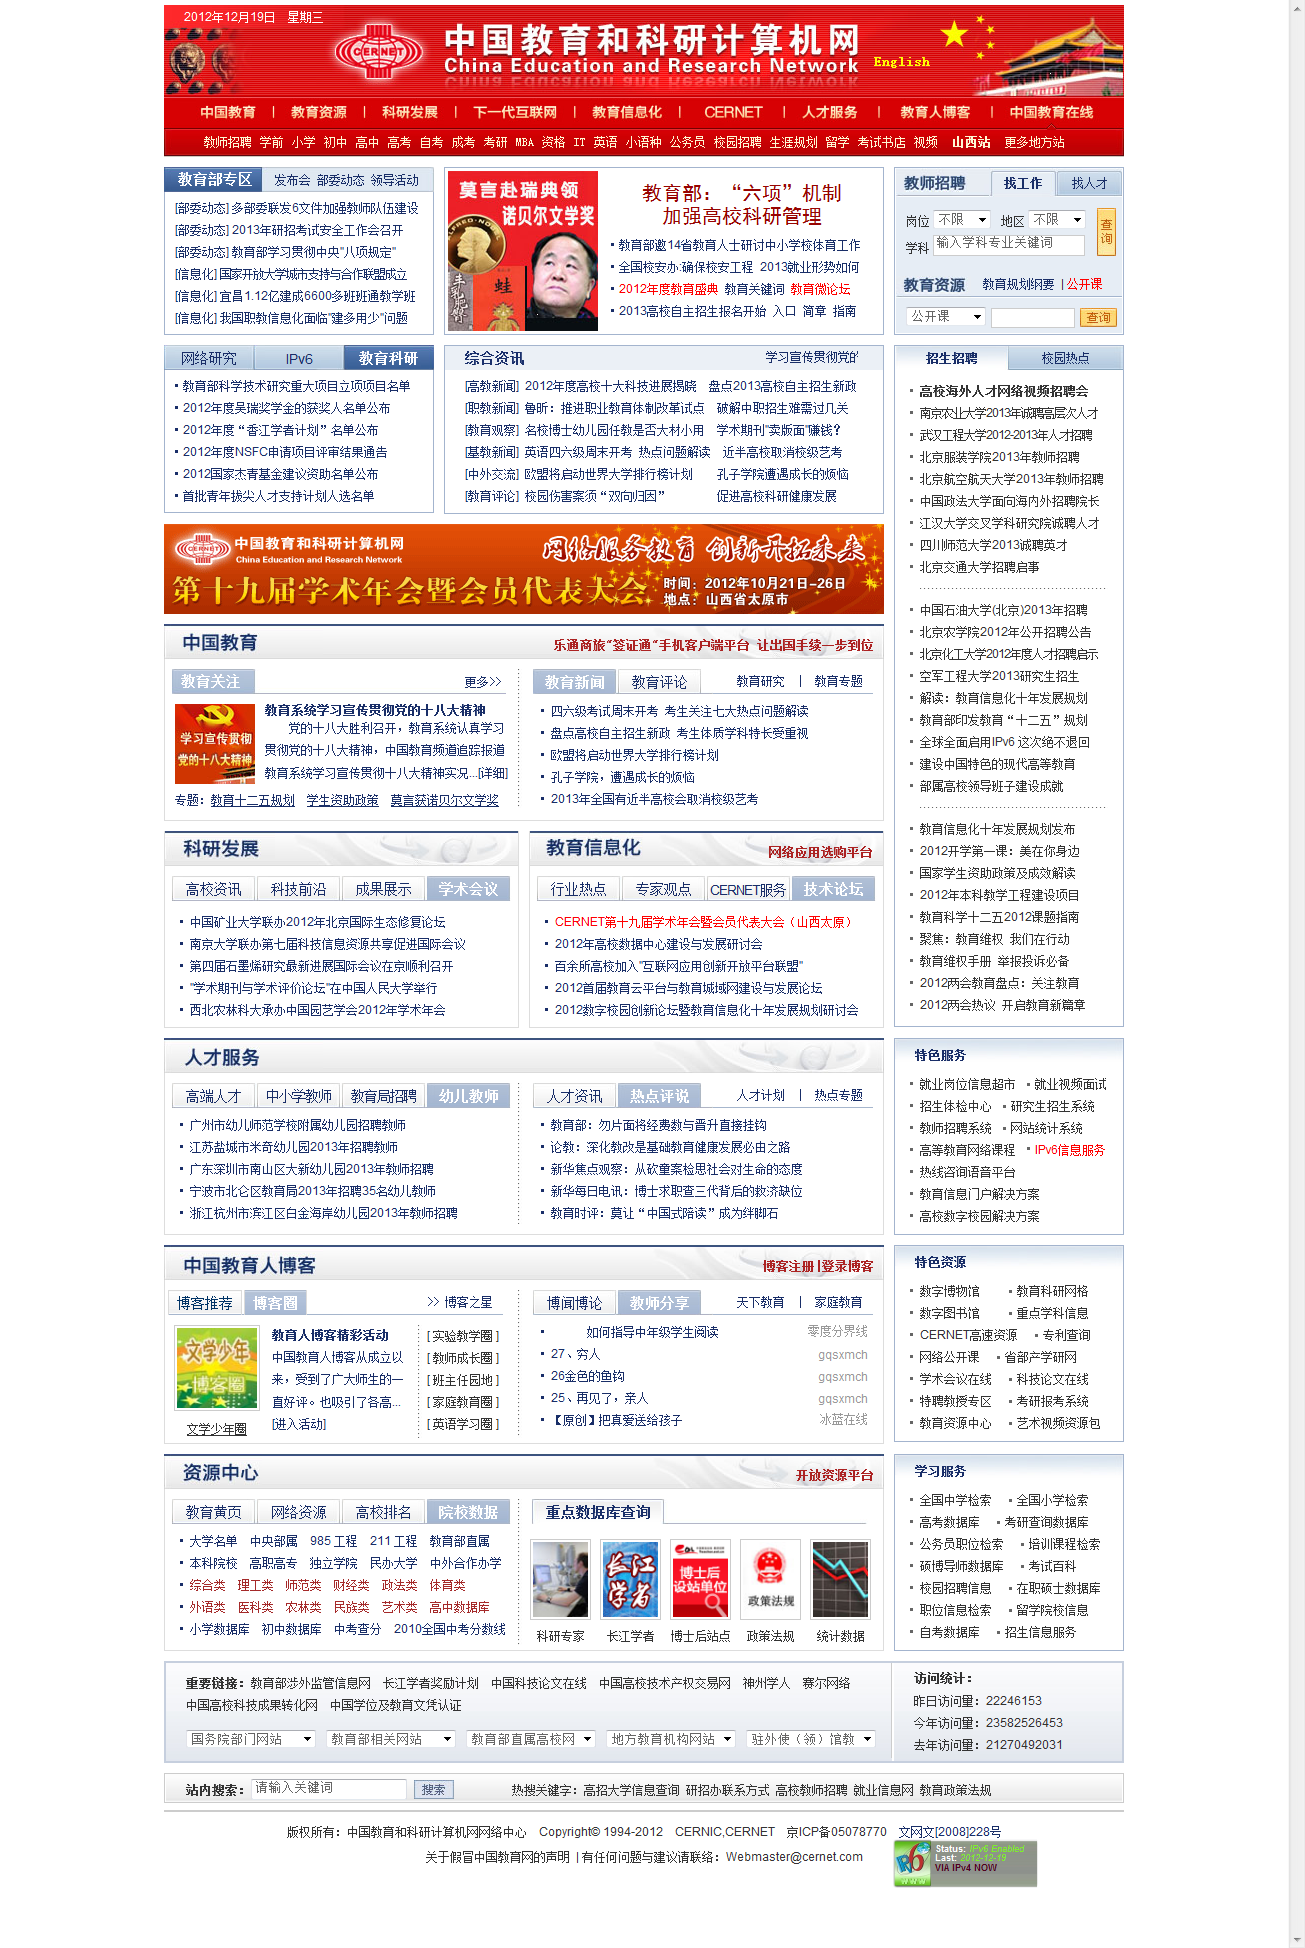 2012年12月19日 星期三
CERNET
中国教育和科研计算机网
China Education and Research Network
English
中国教育 | 教育资源 | 科研发展 | 下一代互联网 | 教育信息化 | CERNET | 人才服务 | 教育人博客 | 中国教育在线
教师招聘 学前 小学 初中 高中 高考 自考 成考 考研 MBA 资格 IT 英语 小语种 公务员 校园招聘 生涯规划 留学 考试书店 视频 山西站 更多地方站
教育部专区 发布会 部委动态 领导活动
[部委动态] 多部委联发6文件加强教师队伍建设
[部委动态] 2013年研招考试安全工作会召开
[部委动态] 教育部学习贯彻中央"八项规定"
[信息化] 国家开放大学城市支持与合作联盟成立
[信息化] 宜昌1.12亿建成6600多班班通教学班
[信息化] 我国职教信息化面临"建多用少"问题
莫言赴瑞典领
诺贝尔文学奖
蛙
教育部：“六项”机制
加强高校科研管理
教育部邀14省教育人士研讨中小学校体育工作
全国校安办:确保校安工程 2013就业形势如何
2012年度教育盛典 教育关键词 教育微论坛
2013高校自主招生报名开始 入口 简章 指南
教师招聘 找工作 找人才
岗位 不限 地区 不限
学科 输入学科专业关键词
查询
教育资源 教育规划纲要 | 公开课
公开课 查询
网络研究 IPv6 教育科研
教育部科学技术研究重大项目立项项目名单
2012年度吴瑞奖学金的获奖人名单公布
2012年度“香江学者计划”名单公布
2012年度NSFC申请项目评审结果通告
2012国家杰青基金建议资助名单公布
首批青年拔尖人才支持计划人选名单
综合资讯 学习宣传贯彻党的
[高教新闻] 2012年度高校十大科技进展揭晓 盘点2013高校自主招生新政
[职教新闻] 鲁昕：推进职业教育体制改革试点 破解中职招生难需过几关
[教育观察] 名校博士幼儿园任教是否大材小用 学术期刊"卖版面"赚钱?
[基教新闻] 英语四六级周末开考 热点问题解读 近半高校取消校级艺考
[中外交流] 欧盟将启动世界大学排行榜计划 孔子学院遭遇成长的烦恼
[教育评论] 校园伤害案须“双向归因” 促进高校科研健康发展
招生招聘 校园热点
高校海外人才网络视频招聘会
南京农业大学2013年诚聘高层次人才
武汉工程大学2012-2013年人才招聘
北京服装学院2013年教师招聘
北京航空航天大学2013年教师招聘
中国政法大学面向海内外招聘院长
江汉大学交叉学科研究院诚聘人才
四川师范大学2013诚聘英才
北京交通大学招聘启事
中国石油大学(北京)2013年招聘
北京农学院2012年公开招聘公告
北京化工大学2012年度人才招聘启示
空军工程大学2013研究生招生
解读：教育信息化十年发展规划
教育部印发教育“十二五”规划
全球全面启用IPv6 这次绝不退回
建设中国特色的现代高等教育
部属高校领导班子建设成就
教育信息化十年发展规划发布
2012开学第一课：美在你身边
国家学生资助政策及成效解读
2012年本科教学工程建设项目
教育科学十二五2012课题指南
聚焦：教育维权 我们在行动
教育维权手册 举报投诉必备
2012两会教育盘点：关注教育
2012两会热议 开启教育新篇章
CERNET 中国教育和科研计算机网
China Education and Research Network
网络服务教育 创新开拓未来
第十九届学术年会暨会员代表大会
时间：2012年10月21日-26日
地点：山西省太原市
中国教育 乐通商旅“签证通“手机客户端平台 让出国手续一步到位
教育关注 更多>>
学习宣传贯彻
党的十八大精神
教育系统学习宣传贯彻党的十八大精神
党的十八大胜利召开，教育系统认真学习
贯彻党的十八大精神，中国教育频道追踪报道
教育系统学习宣传贯彻十八大精神实况...[详细]
专题：教育十二五规划 学生资助政策 莫言获诺贝尔文学奖
教育新闻 教育评论 教育研究 | 教育专题
四六级考试周末开考 考生关注七大热点问题解读
盘点高校自主招生新政 考生体质学科特长受重视
欧盟将启动世界大学排行榜计划
孔子学院，遭遇成长的烦恼
2013年全国有近半高校会取消校级艺考
科研发展
高校资讯 科技前沿 成果展示 学术会议
中国矿业大学联办2012年北京国际生态修复论坛
南京大学联办第七届科技信息资源共享促进国际会议
第四届石墨烯研究最新进展国际会议在京顺利召开
"学术期刊与学术评价论坛"在中国人民大学举行
西北农林科大承办中国园艺学会2012年学术年会
教育信息化 网络应用选购平台
行业热点 专家观点 CERNET服务 技术论坛
CERNET第十九届学术年会暨会员代表大会（山西太原）
2012年高校数据中心建设与发展研讨会
百余所高校加入"互联网应用创新开放平台联盟"
2012首届教育云平台与教育城域网建设与发展论坛
2012数字校园创新论坛暨教育信息化十年发展规划研讨会
人才服务
高端人才 中小学教师 教育局招聘 幼儿教师
广州市幼儿师范学校附属幼儿园招聘教师
江苏盐城市米奇幼儿园2013年招聘教师
广东深圳市南山区大新幼儿园2013年教师招聘
宁波市北仑区教育局2013年招聘35名幼儿教师
浙江杭州市滨江区白金海岸幼儿园2013年教师招聘
人才资讯 热点评说 人才计划 | 热点专题
教育部：勿片面将经费数与晋升直接挂钩
论教：深化教改是基础教育健康发展必由之路
新华焦点观察：从砍童案检思社会对生命的态度
新华每日电讯：博士求职查三代背后的救济缺位
教育时评：莫让“中国式陪读”成为绊脚石
特色服务
就业岗位信息超市 就业视频面试
招生体检中心 研究生招生系统
教师招聘系统 网站统计系统
高等教育网络课程 IPv6信息服务
热线咨询语音平台
教育信息门户解决方案
高校数字校园解决方案
中国教育人博客 博客注册 | 登录博客
博客推荐 博客圈 >> 博客之星
文学少年
博客圈
文学少年圈
教育人博客精彩活动
中国教育人博客从成立以
来，受到了广大师生的一
直好评。也吸引了各高...
[进入活动]
[ 实验教学圈 ]
[ 教师成长圈 ]
[ 班主任园地 ]
[ 家庭教育圈 ]
[ 英语学习圈 ]
博闻博论 教师分享 天下教育 | 家庭教育
如何指导中年级学生阅读 零度分界线
27、穷人 gqsxmch
26金色的鱼钩 gqsxmch
25、再见了，亲人 gqsxmch
【原创】把真爱送给孩子 冰蓝在线
特色资源
数字博物馆 教育科研网格
数字图书馆 重点学科信息
CERNET高速资源 专利查询
网络公开课 省部产学研网
学术会议在线 科技论文在线
特聘教授专区 考研报考系统
教育资源中心 艺术视频资源包
资源中心 开放资源平台
教育黄页 网络资源 高校排名 院校数据
大学名单 中央部属 985 工程 211 工程 教育部直属
本科院校 高职高专 独立学院 民办大学 中外合作办学
综合类 理工类 师范类 财经类 政法类 体育类
外语类 医科类 农林类 民族类 艺术类 高中数据库
小学数据库 初中数据库 中考查分 2010全国中考分数线
重点数据库查询
长江学者
博士后设站单位
政策法规
科研专家 长江学者 博士后站点 政策法规 统计数据
学习服务
全国中学检索 全国小学检索
高考数据库 考研查询数据库
公务员职位检索 培训课程检索
硕博导师数据库 考试百科
校园招聘信息 在职硕士数据库
职位信息检索 留学院校信息
自考数据库 招生信息服务
重要链接：教育部涉外监管信息网 长江学者奖励计划 中国科技论文在线 中国高校技术产权交易网 神州学人 赛尔网络
中国高校科技成果转化网 中国学位及教育文凭认证
国务院部门网站 教育部相关网站 教育部直属高校网 地方教育机构网站 驻外使（领）馆教
访问统计：
昨日访问量：22246153
今年访问量：23582526453
去年访问量：21270492031
站内搜索：请输入关键词 搜索 热搜关键字：高招大学信息查询 研招办联系方式 高校教师招聘 就业信息网 教育政策法规
版权所有：中国教育和科研计算机网网络中心 Copyright© 1994-2012 CERNIC,CERNET 京ICP备05078770 文网文[2008]228号
关于假冒中国教育网的声明 | 有任何问题与建议请联络：Webmaster@cernet.com
Status: IPv6 Enabled
Last: 2012-12-19
VIA IPv4 NOW
WWW